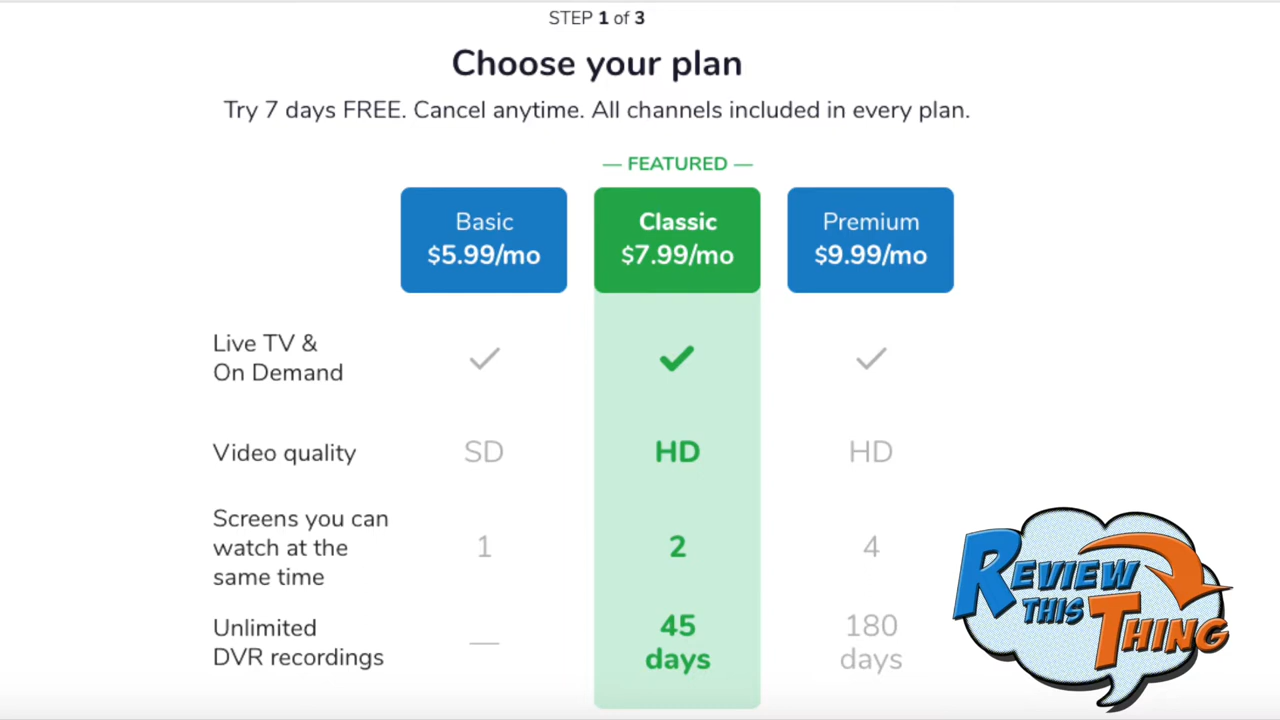 STEP 1 of 3
Choose your plan
Try 7 days FREE. Cancel anytime. All channels included in every plan.
— FEATURED —
Basic
$5.99/mo
Classic
$7.99/mo
Premium
$9.99/mo
Live TV &
On Demand
Video quality
SD
HD
HD
Screens you can
watch at the
same time
1
2
4
Unlimited
DVR recordings
—
45
days
180
days
REVIEW
THIS
THING